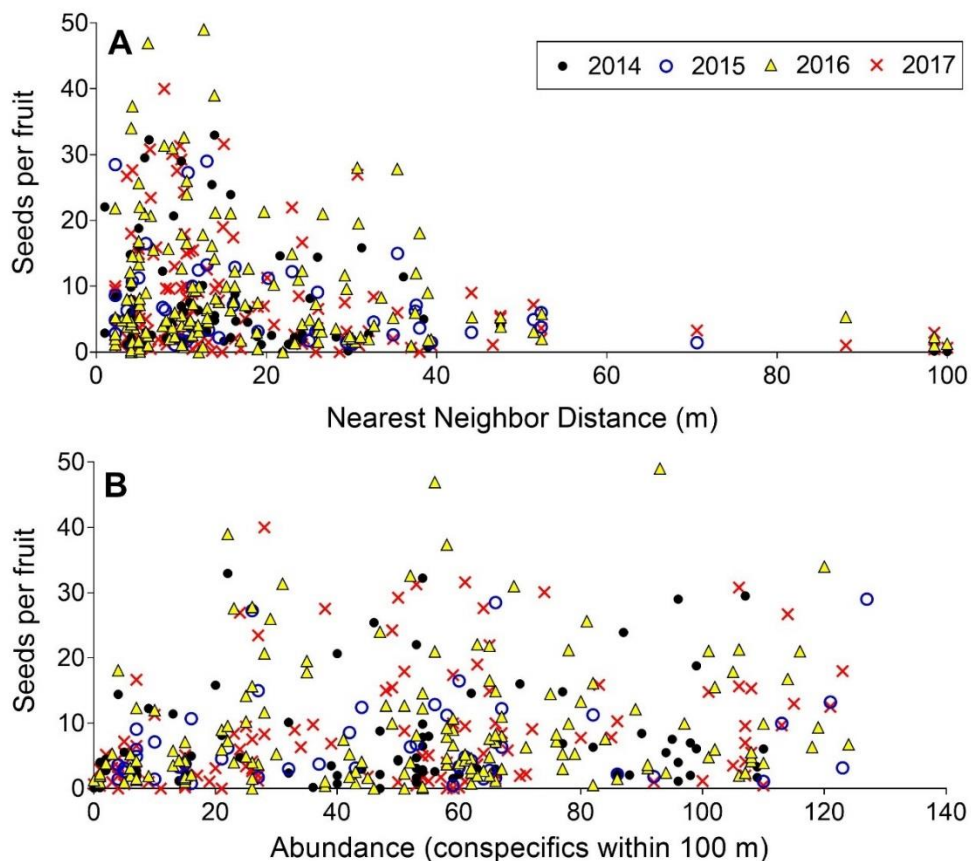 A
50
40
30
20
10
0
Seeds per fruit
2014 2015 2016 2017
0 20 40 60 80 100
Nearest Neighbor Distance (m)
B
50
40
30
20
10
0
Seeds per fruit
0 20 40 60 80 100 120 140
Abundance (conspecifics within 100 m)